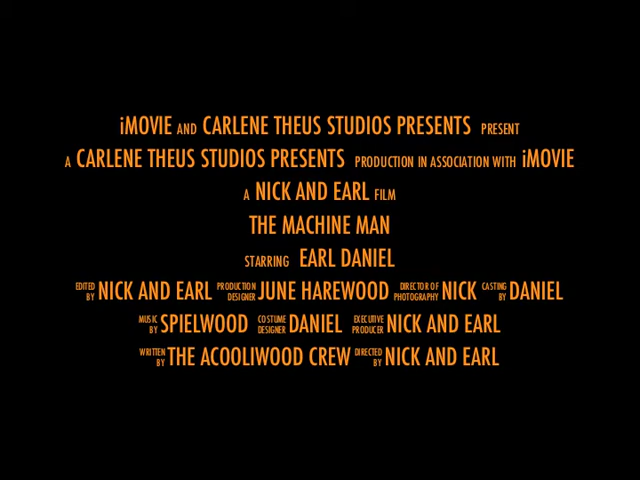 iMOVIE AND CARLENE THEUS STUDIOS PRESENTS PRESENT
A CARLENE THEUS STUDIOS PRESENTS PRODUCTION IN ASSOCIATION WITH iMOVIE
A NICK AND EARL FILM
THE MACHINE MAN
STARRING EARL DANIEL
EDITED BY NICK AND EARL PRODUCTION DESIGNER JUNE HAREWOOD DIRECTOR OF PHOTOGRAPHY NICK CASTING BY DANIEL
MUSIC BY SPIELWOOD COSTUME DESIGNER DANIEL EXECUTIVE PRODUCER NICK AND EARL
WRITTEN BY THE ACOOLIWOOD CREW DIRECTED BY NICK AND EARL